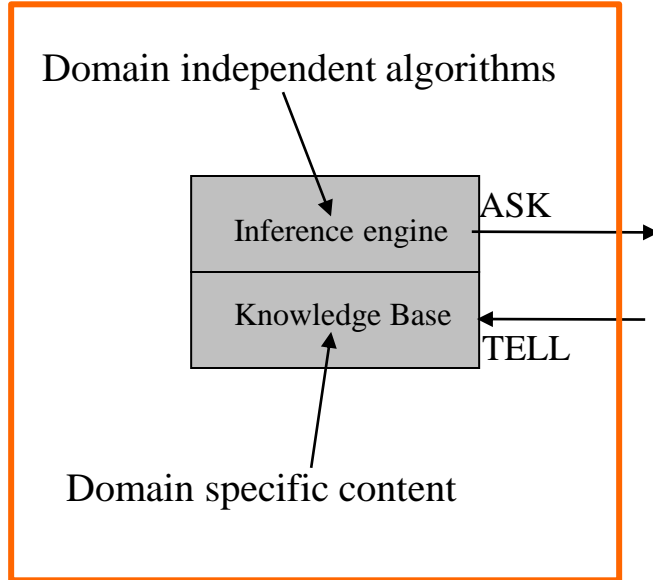 Domain independent algorithms
ASK
Inference engine
Knowledge Base
TELL
Domain specific content